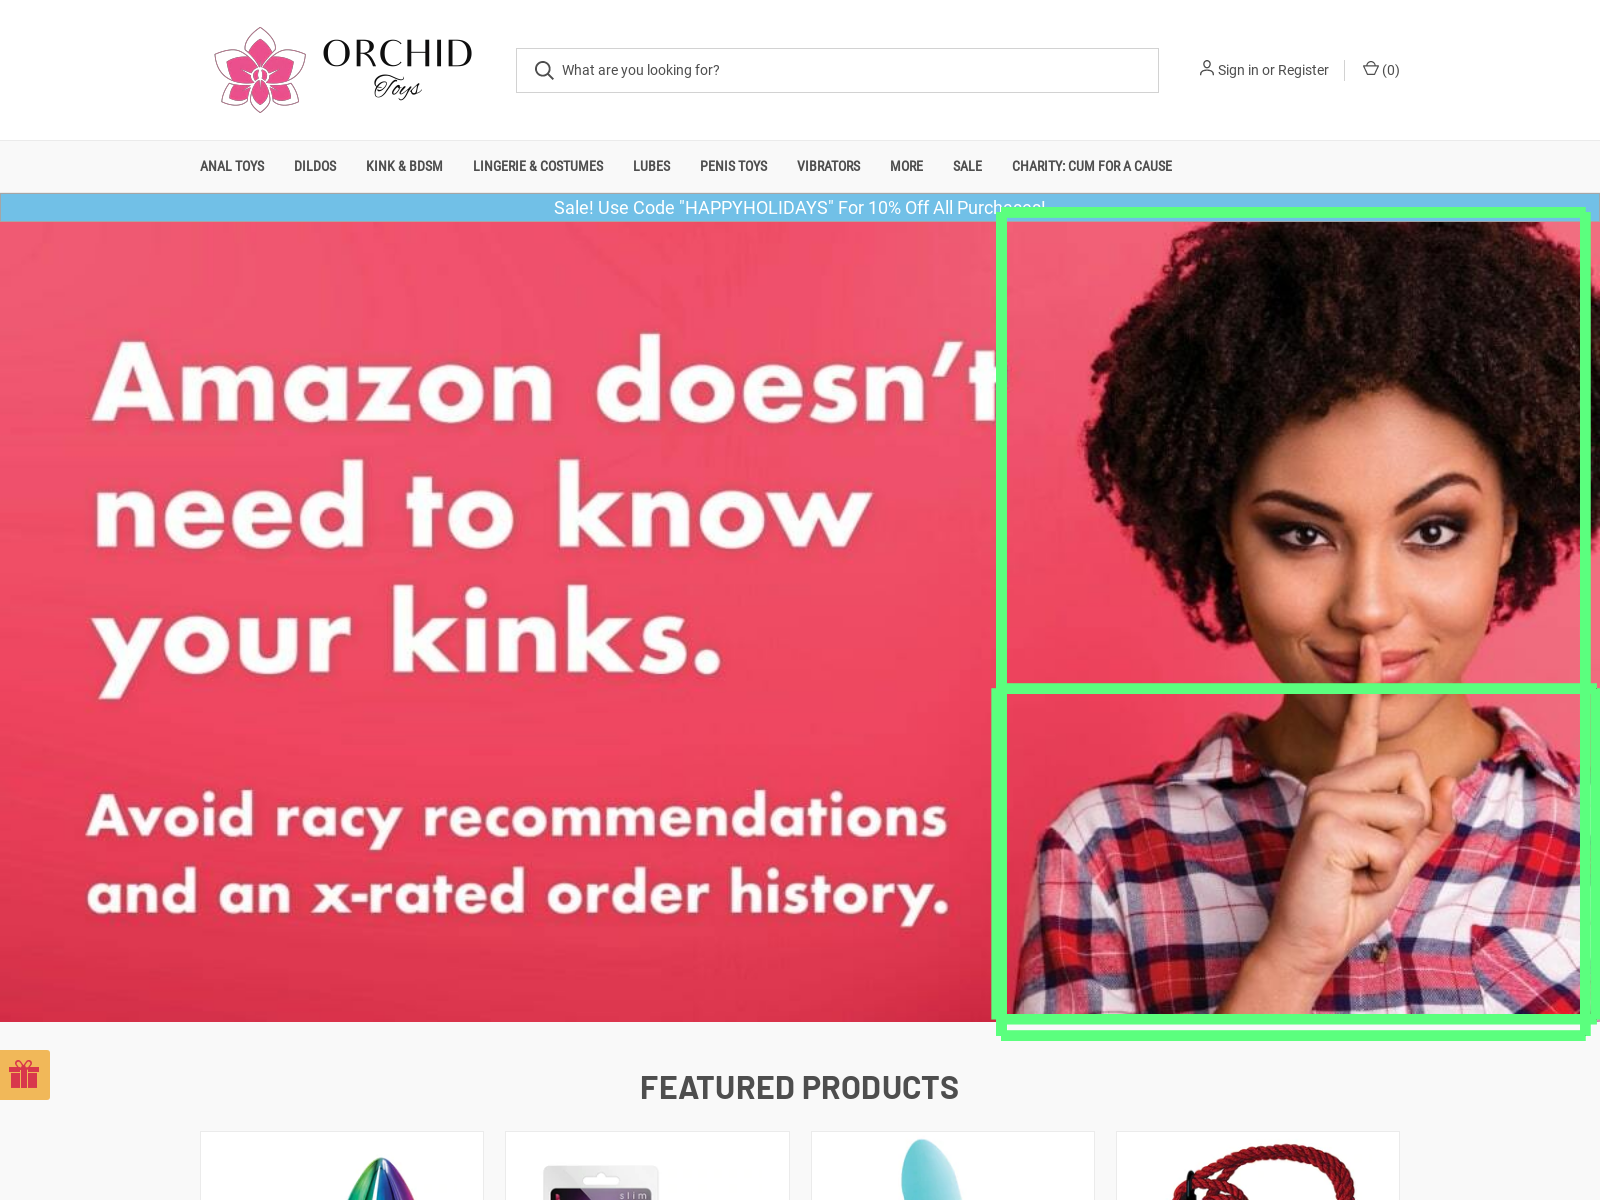 ORCHID
Toys
What are you looking for?
Sign in or Register
(0)
ANAL TOYS DILDOS KINK & BDSM LINGERIE & COSTUMES LUBES PENIS TOYS VIBRATORS MORE SALE CHARITY: CUM FOR A CAUSE
Sale! Use Code "HAPPYHOLIDAYS" For 10% Off All Purchases!
Amazon doesn't
need to know
your kinks.
Avoid racy recommendations
and an x-rated order history.
FEATURED PRODUCTS
slim